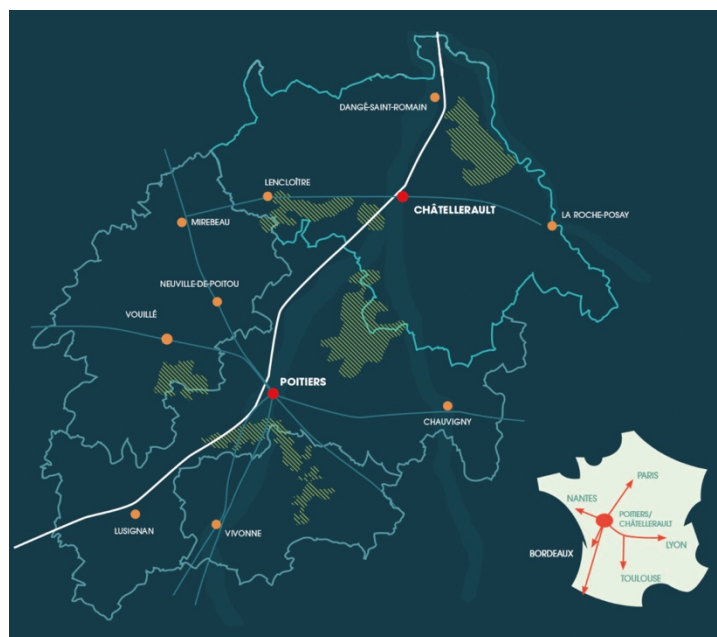 DANGÉ-SAINT-ROMAIN
LENCLOÎTRE
CHÂTELLERAULT
LA ROCHE-POSAY
MIREBEAU
NEUVILLE-DE-POITOU
VOUILLÉ
POITIERS
CHAUVIGNY
LUSIGNAN
VIVONNE
PARIS
NANTES
POITIERS/
CHÂTELLERAULT
LYON
BORDEAUX
TOULOUSE